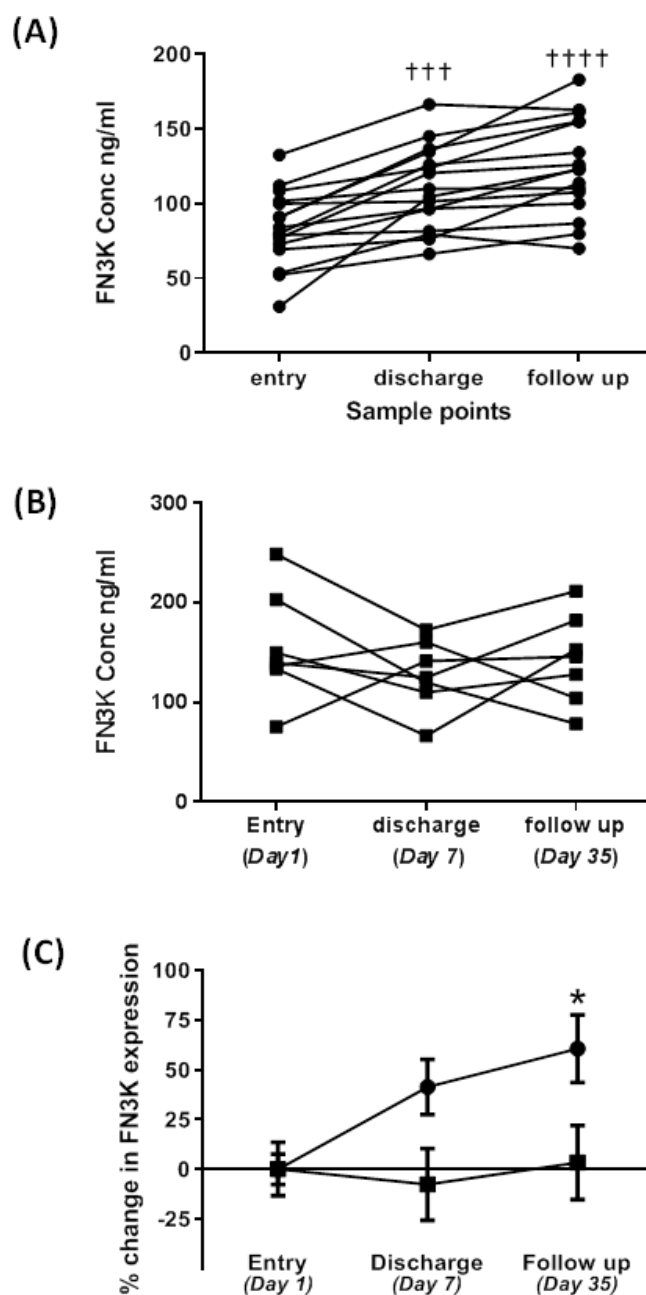 (A)
††† ††††
FN3K Conc ng/ml
200
150
100
50
0
entry discharge follow up
Sample points
(B)
FN3K Conc ng/ml
300
200
100
0
Entry discharge follow up
(Day1) (Day 7) (Day 35)
(C)
% change in FN3K expression
100
75
50
25
0
-25
*
Entry Discharge Follow up
(Day 1) (Day 7) (Day 35)